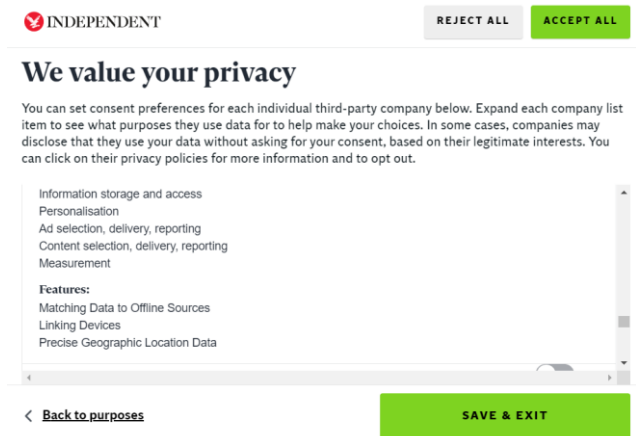 INDEPENDENT
REJECT ALL
ACCEPT ALL
We value your privacy
You can set consent preferences for each individual third-party company below. Expand each company list
item to see what purposes they use data for to help make your choices. In some cases, companies may
disclose that they use your data without asking for your consent, based on their legitimate interests. You
can click on their privacy policies for more information and to opt out.
Information storage and access
Personalisation
Ad selection, delivery, reporting
Content selection, delivery, reporting
Measurement
Features:
Matching Data to Offline Sources
Linking Devices
Precise Geographic Location Data
Back to purposes
SAVE & EXIT